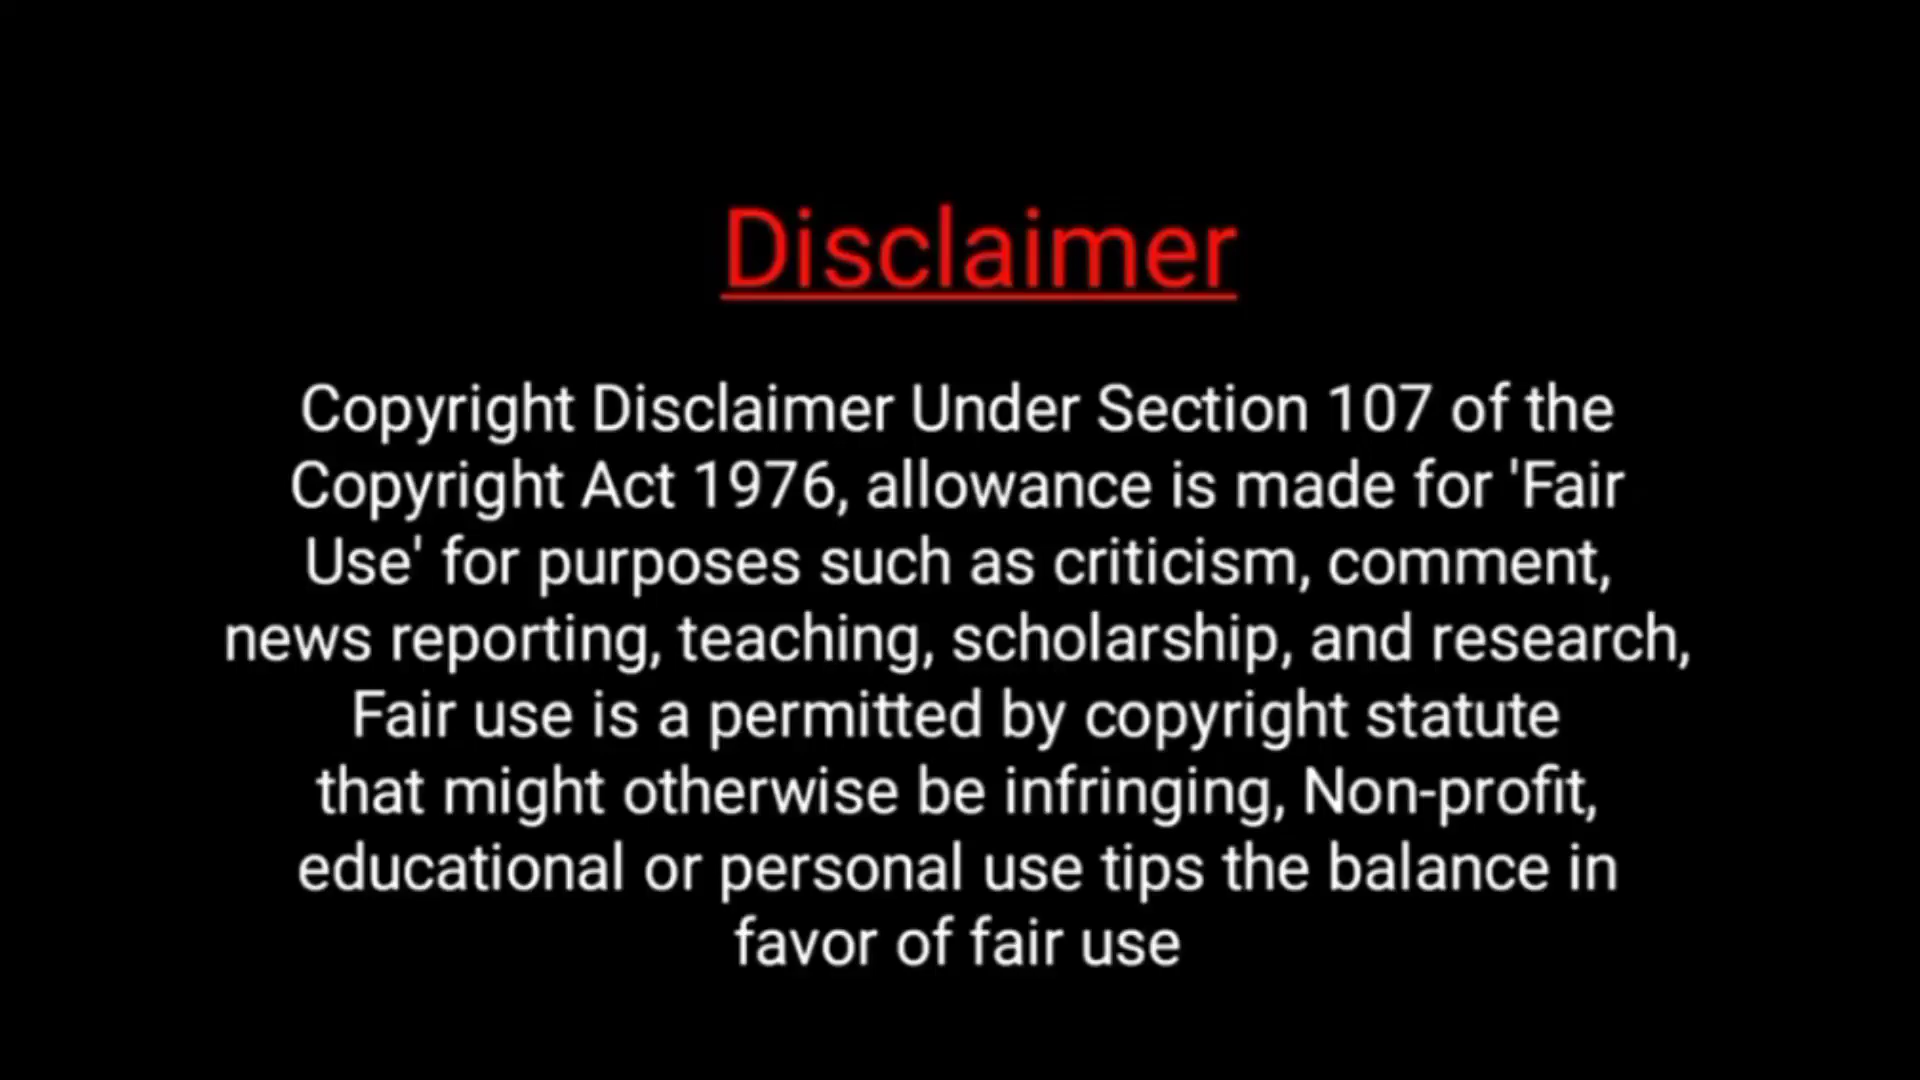 Disclaimer
Copyright Disclaimer Under Section 107 of the
Copyright Act 1976, allowance is made for 'Fair
Use' for purposes such as criticism, comment,
news reporting, teaching, scholarship, and research,
Fair use is a permitted by copyright statute
that might otherwise be infringing, Non-profit,
educational or personal use tips the balance in
favor of fair use